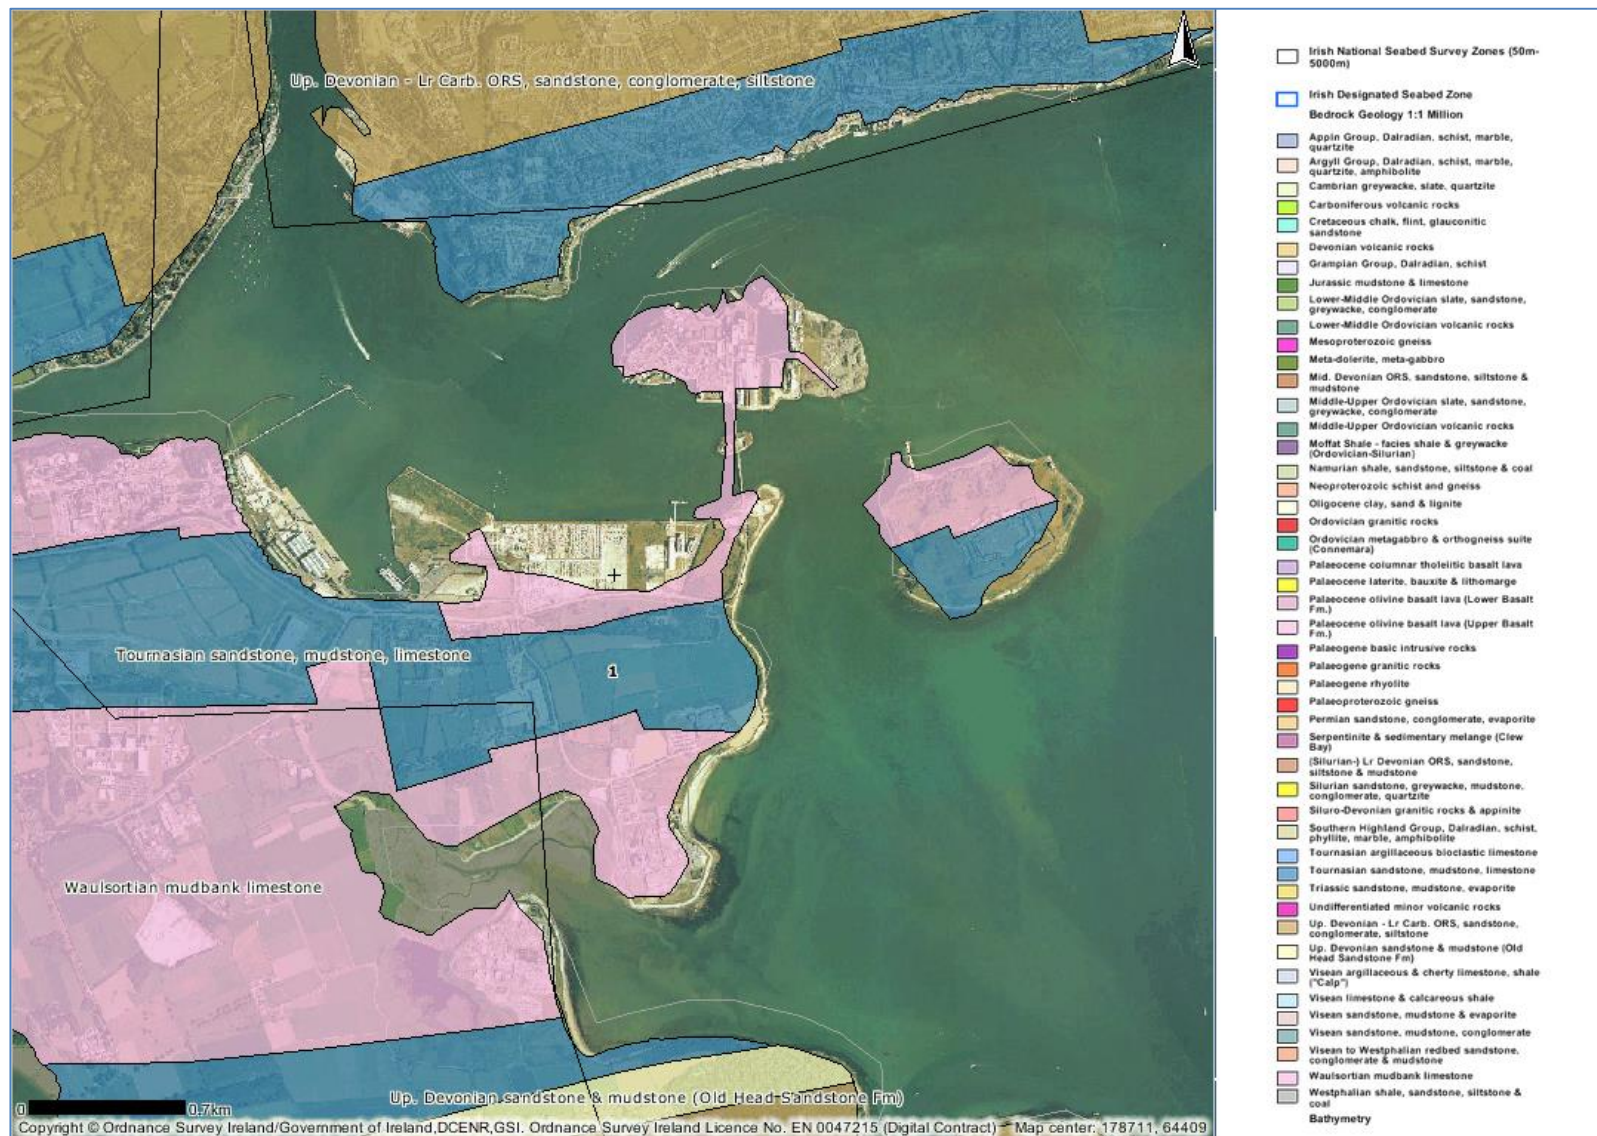 Up. Devonian - Lr Carb. ORS, sandstone, conglomerate, siltstone
Tournasian sandstone, mudstone, limestone
1
Waulsortian mudbank limestone
Up. Devonian sandstone & mudstone (Old Head Sandstone Fm)
0
0.7km
Copyright © Ordnance Survey Ireland/Government of Ireland,DCENR,GSI. Ordnance Survey Ireland Licence No. EN 0047215 (Digital Contract) - Map center: 178711, 64409
Irish National Seabed Survey Zones (50m-
5000m)
Irish Designated Seabed Zone
Bedrock Geology 1:1 Million
Appin Group, Dalradian, schist, marble,
quartzite
Argyll Group, Dalradian, schist, marble,
quartzite, amphibolite
Cambrian greywacke, slate, quartzite
Carboniferous volcanic rocks
Cretaceous chalk, flint, glauconitic
sandstone
Devonian volcanic rocks
Grampian Group, Dalradian, schist
Jurassic mudstone & limestone
Lower-Middle Ordovician slate, sandstone,
greywacke, conglomerate
Lower-Middle Ordovician volcanic rocks
Mesoproterozoic gneiss
Meta-dolerite, meta-gabbro
Mid. Devonian ORS, sandstone, siltstone &
mudstone
Middle-Upper Ordovician slate, sandstone,
greywacke, conglomerate
Middle-Upper Ordovician volcanic rocks
Moffat Shale - facies shale & greywacke
(Ordovician-Silurian)
Namurian shale, sandstone, siltstone & coal
Neoproterozoic schist and gneiss
Oligocene clay, sand & lignite
Ordovician granitic rocks
Ordovician metagabbro & orthogneiss suite
(Connemara)
Palaeocene columnar tholeiitic basalt lava
Palaeocene laterite, bauxite & lithomarge
Palaeocene olivine basalt lava (Lower Basalt
Fm.)
Palaeocene olivine basalt lava (Upper Basalt
Fm.)
Palaeogene basic intrusive rocks
Palaeogene granitic rocks
Palaeogene rhyolite
Palaeoproterozoic gneiss
Permian sandstone, conglomerate, evaporite
Serpentinite & sedimentary melange (Clew
Bay)
(Silurian-) Lr Devonian ORS, sandstone,
siltstone & mudstone
Silurian sandstone, greywacke, mudstone,
conglomerate, quartzite
Siluro-Devonian granitic rocks & appinite
Southern Highland Group, Dalradian, schist,
phyllite, marble, amphibolite
Tournasian argillaceous bioclastic limestone
Tournasian sandstone, mudstone, limestone
Triassic sandstone, mudstone, evaporite
Undifferentiated minor volcanic rocks
Up. Devonian - Lr Carb. ORS, sandstone,
conglomerate, siltstone
Up. Devonian sandstone & mudstone (Old
Head Sandstone Fm)
Visean argillaceous & cherty limestone, shale
("Calp")
Visean limestone & calcareous shale
Visean sandstone, mudstone & evaporite
Visean sandstone, mudstone, conglomerate
Visean to Westphalian redbed sandstone,
conglomerate & mudstone
Waulsortian mudbank limestone
Westphalian shale, sandstone, siltstone &
coal
Bathymetry